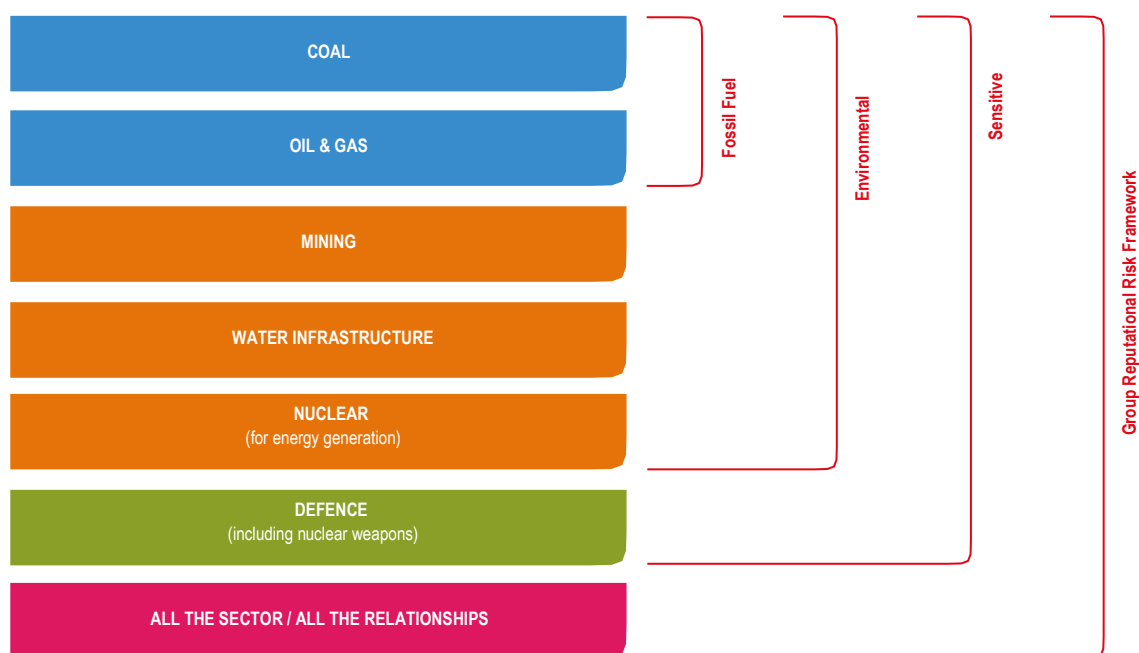 COAL
OIL & GAS
MINING
WATER INFRASTRUCTURE
NUCLEAR
(for energy generation)
DEFENCE
(including nuclear weapons)
ALL THE SECTOR / ALL THE RELATIONSHIPS
Fossil Fuel
Environmental
Sensitive
Group Reputational Risk Framework